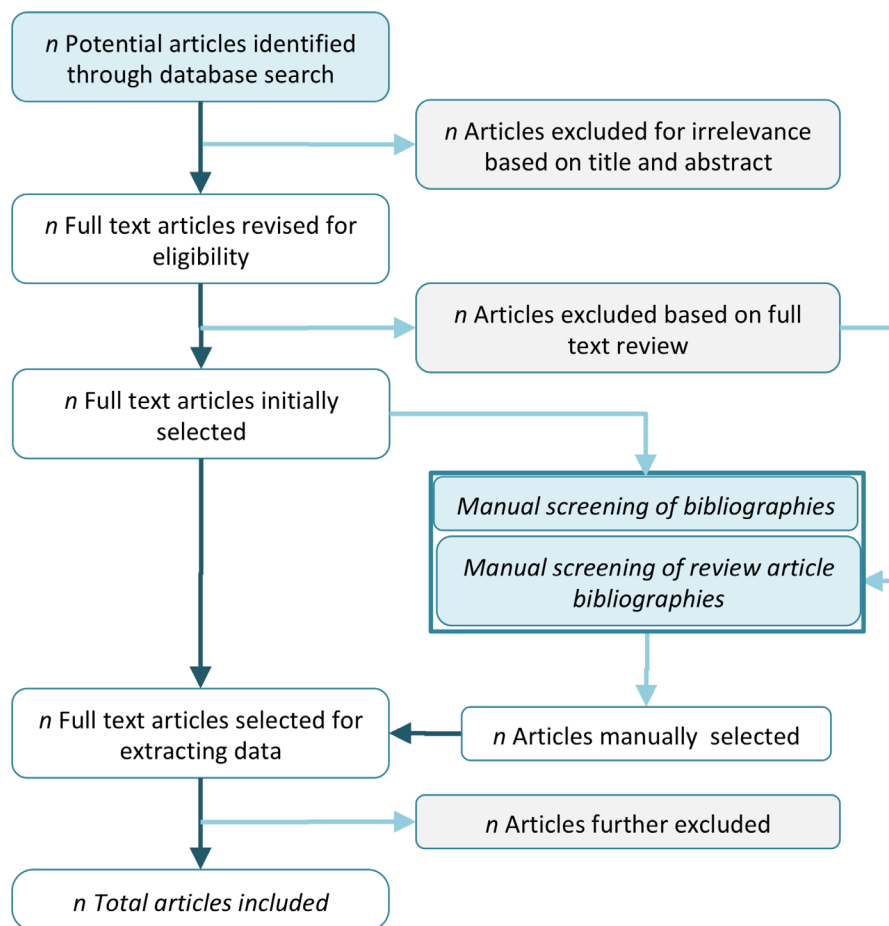 n Potential articles identified
through database search
n Articles excluded for irrelevance
based on title and abstract
n Full text articles revised for
eligibility
n Articles excluded based on full
text review
n Full text articles initially
selected
Manual screening of bibliographies
Manual screening of review article
bibliographies
n Full text articles selected for
extracting data
n Articles manually  selected
n Articles further excluded
n Total articles included